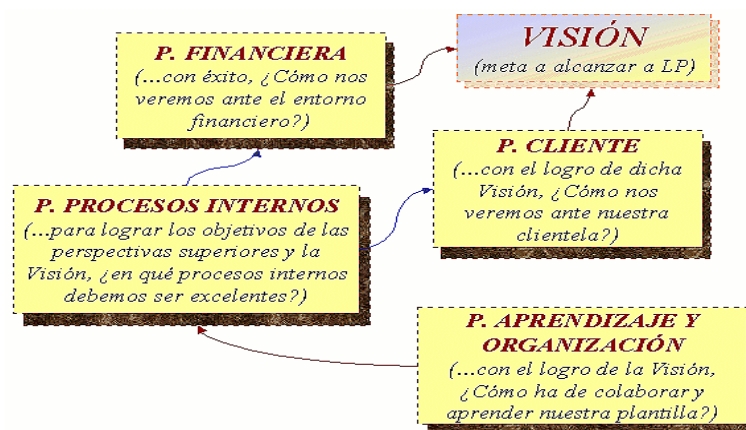 P. FINANCIERA
(...con éxito, ¿Cómo nos
veremos ante el entorno
financiero?)
VISIÓN
(meta a alcanzar a LP)
P. CLIENTE
(...con el logro de dicha
Visión, ¿Cómo nos
veremos ante nuestra
clientela?)
P. PROCESOS INTERNOS
(...para lograr los objetivos de las
perspectivas superiores y la
Visión, ¿en qué procesos internos
debemos ser excelentes?)
P. APRENDIZAJE Y
ORGANIZACIÓN
(...con el logro de la Visión,
¿Cómo ha de colaborar y
aprender nuestra plantilla?)